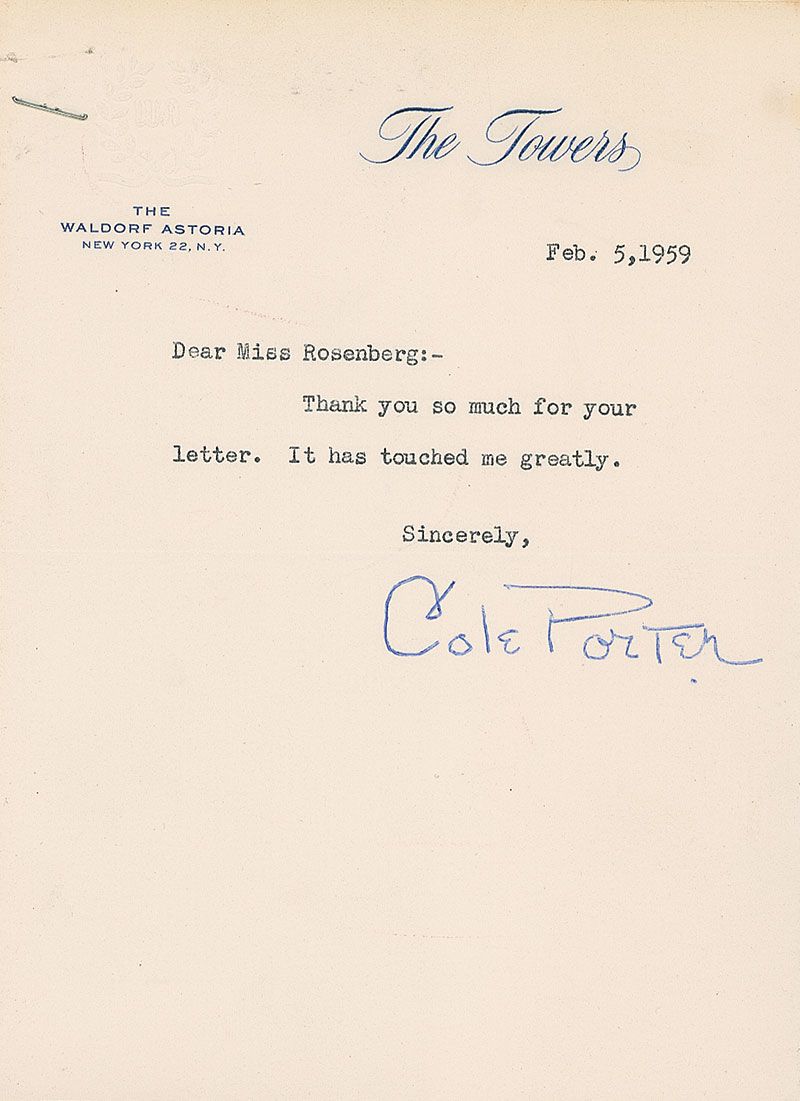 The Towers
THE
WALDORF ASTORIA
NEW YORK 22, N.Y.
Feb. 5,1959
Dear Miss Rosenberg:-
Thank you so much for your
letter. It has touched me greatly.
Sincerely,
Cole Porter